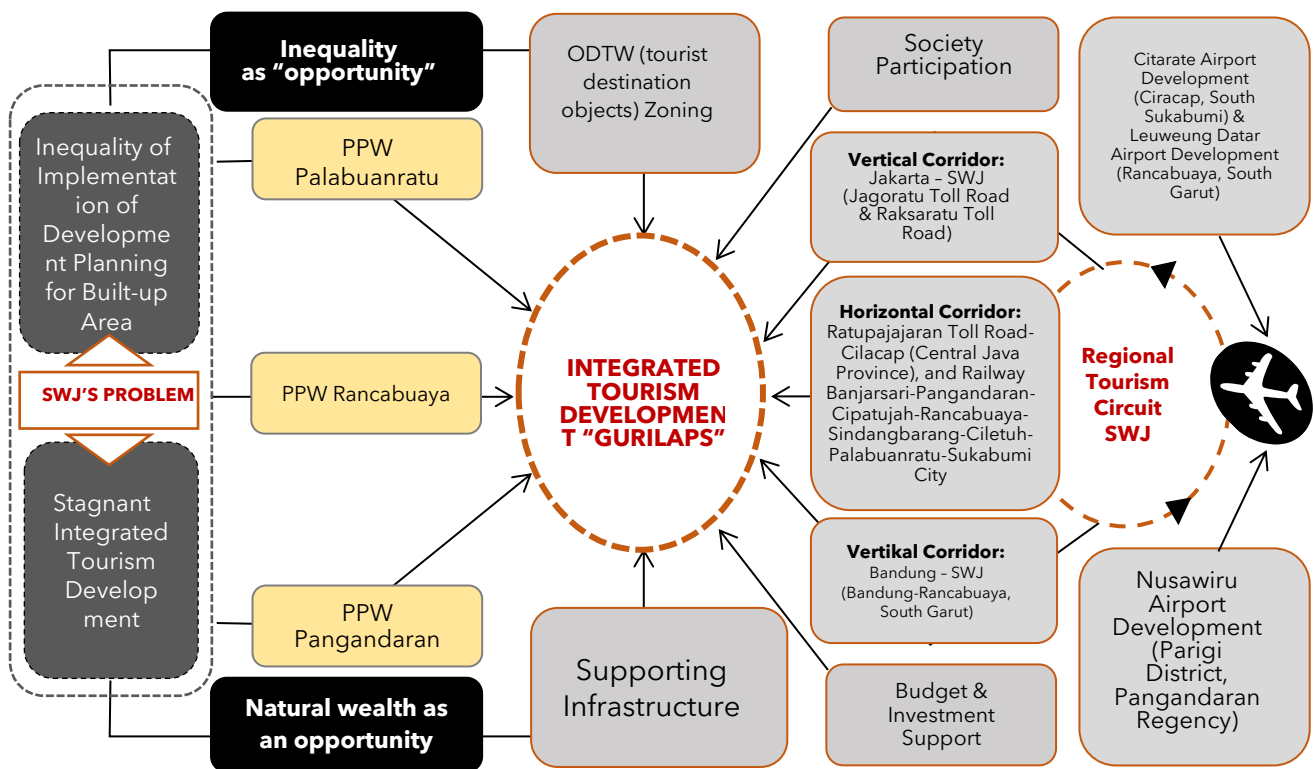 Inequality
as “opportunity”
Inequality of
Implementat
ion of
Developme
nt Planning
for Built-up
Area
SWJ’S PROBLEM
Stagnant
Integrated
Tourism
Develop
ment
PPW
Palabuanratu
PPW Rancabuaya
PPW
Pangandaran
Natural wealth as
an opportunity
ODTW (tourist
destination
objects) Zoning
INTEGRATED
TOURISM
DEVELOPMEN
T “GURILAPS”
Supporting
Infrastructure
Society
Participation
Vertical Corridor:
Jakarta – SWJ
(Jagoratu Toll Road
& Raksaratu Toll
Road)
Horizontal Corridor:
Ratupajajaran Toll Road-
Cilacap (Central Java
Province), and Railway
Banjarsari-Pangandaran-
Cipatujah-Rancabuaya-
Sindangbarang-Ciletuh-
Palabuanratu-Sukabumi
City
Vertikal Corridor:
Bandung – SWJ
(Bandung-Rancabuaya,
South Garut)
Budget &
Investment
Support
Citarate Airport
Development
(Ciracap, South
Sukabumi) &
Leuweung Datar
Airport Development
(Rancabuaya, South
Garut)
Regional
Tourism
Circuit
SWJ
Nusawiru
Airport
Development
(Parigi
District,
Pangandaran
Regency)